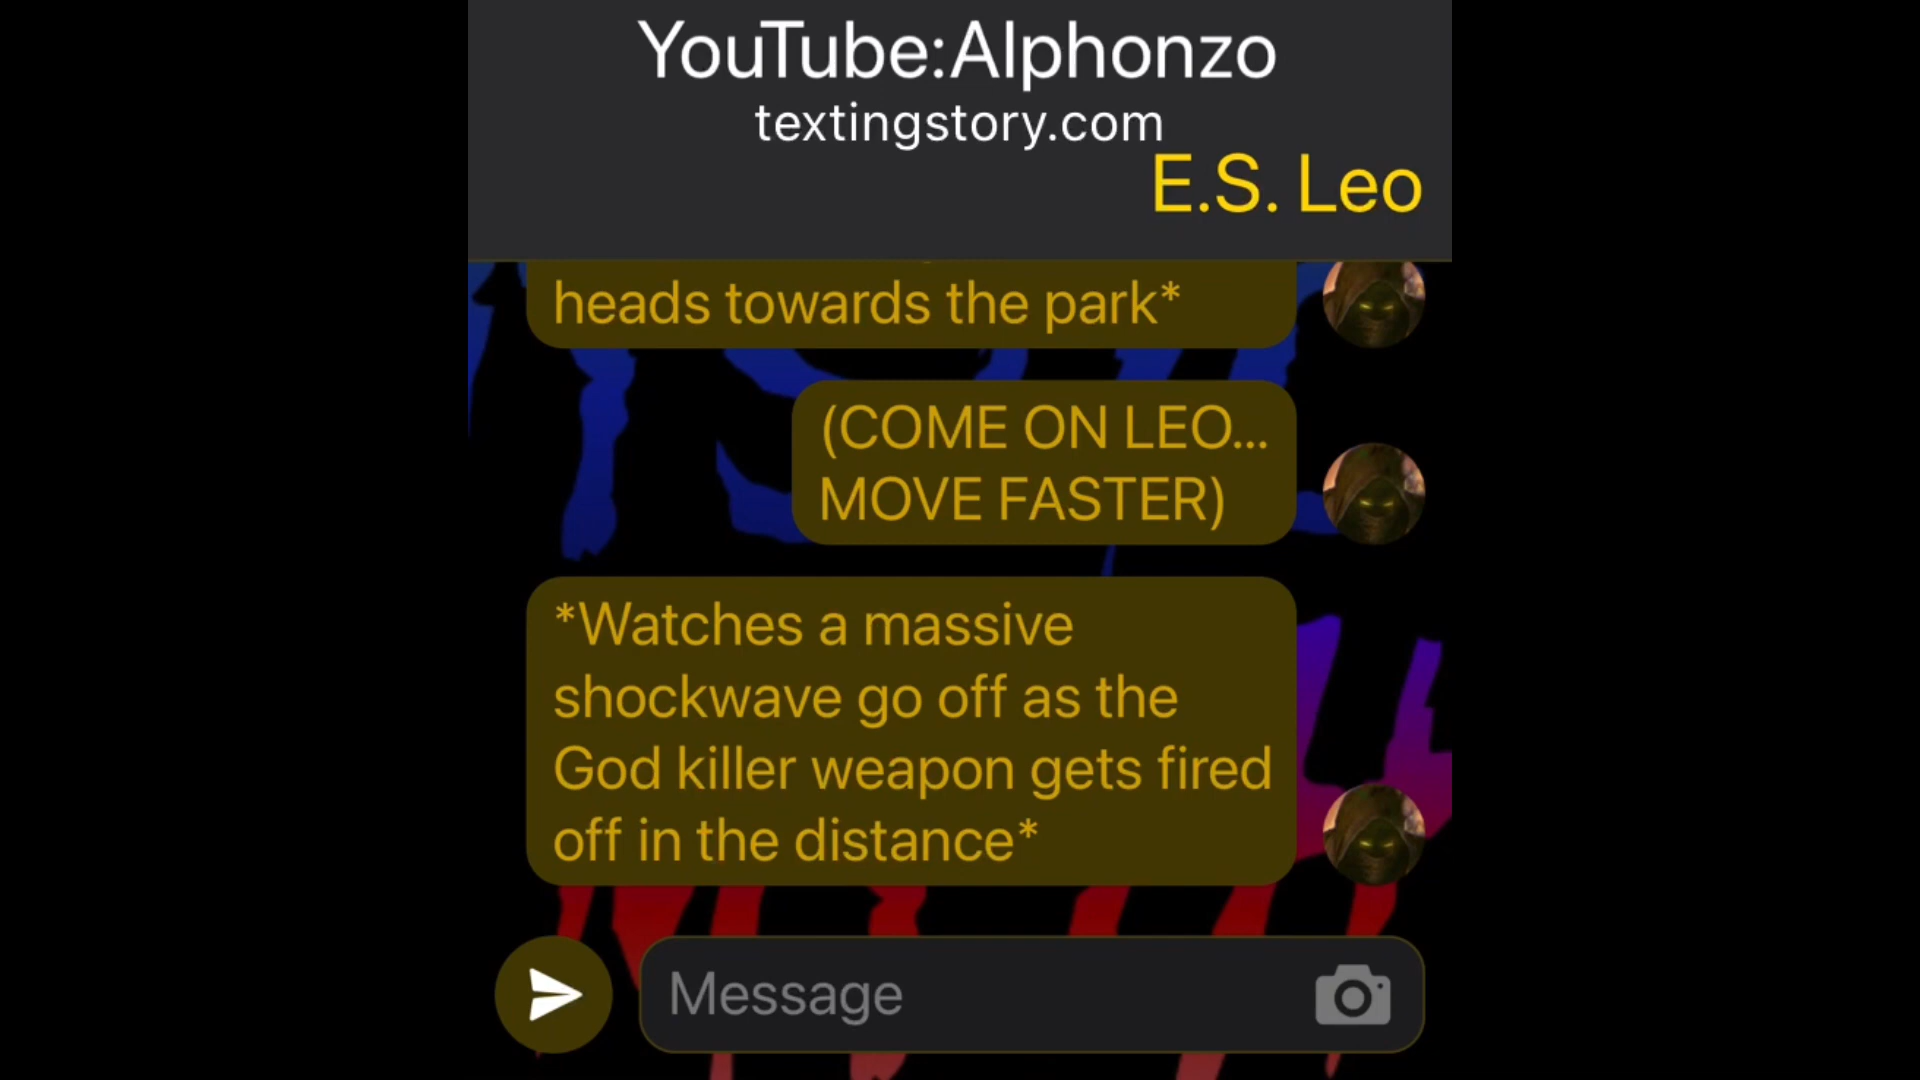 YouTube:Alphonzo
textingstory.com
E.S. Leo
heads towards the park*
(COME ON LEO...
MOVE FASTER)
*Watches a massive
shockwave go off as the
God killer weapon gets fired
off in the distance*
Message